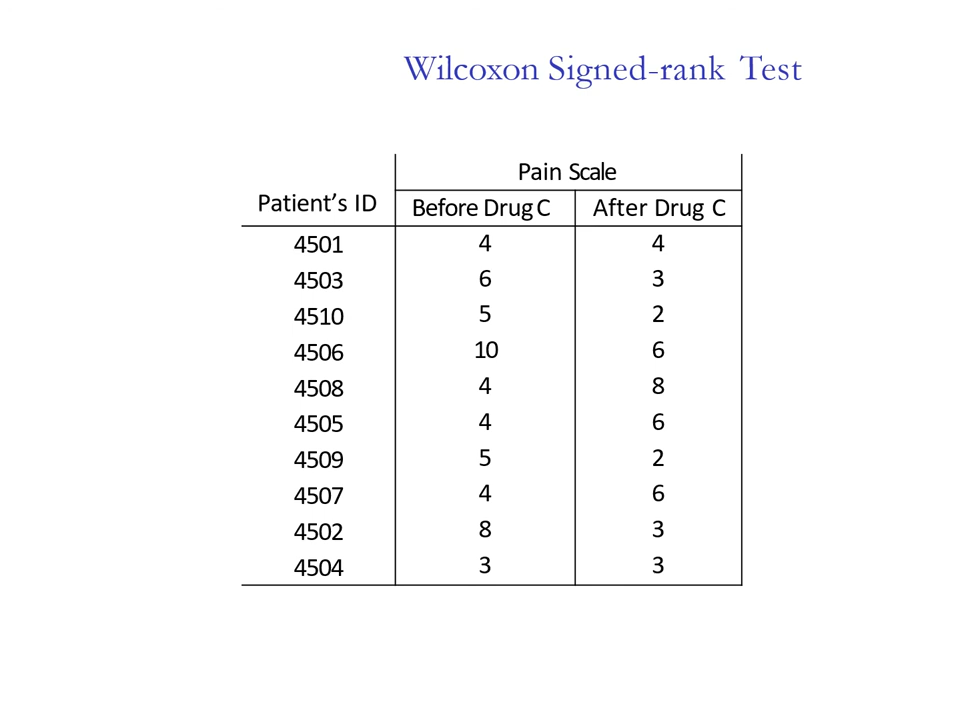 Wilcoxon Signed-rank Test
Pain Scale
Patient's ID Before Drug C After Drug C
4501 4 4
4503 6 3
4510 5 2
4506 10 6
4508 4 8
4505 4 6
4509 5 2
4507 4 6
4502 8 3
4504 3 3